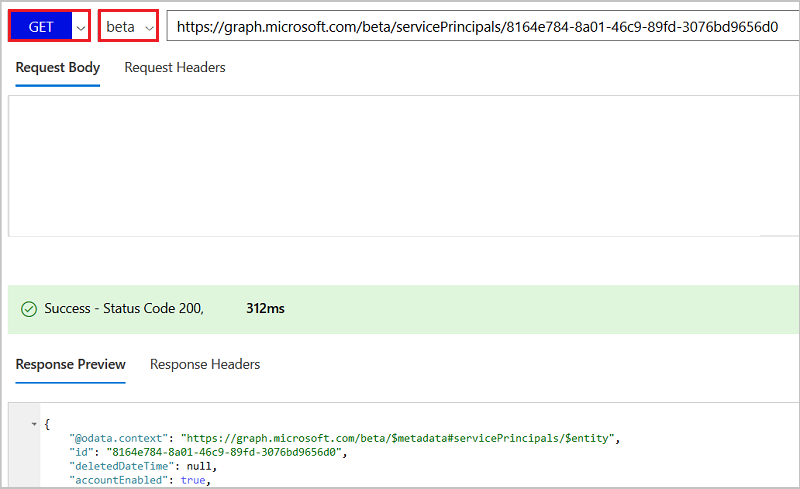 GET beta https://graph.microsoft.com/beta/servicePrincipals/8164e784-8a01-46c9-89fd-3076bd9656d0
Request Body Request Headers
Success - Status Code 200, 312ms
Response Preview Response Headers
{
"@odata.context": "https://graph.microsoft.com/beta/$metadata#servicePrincipals/$entity",
"id": "8164e784-8a01-46c9-89fd-3076bd9656d0",
"deletedDateTime": null,
"accountEnabled": true,